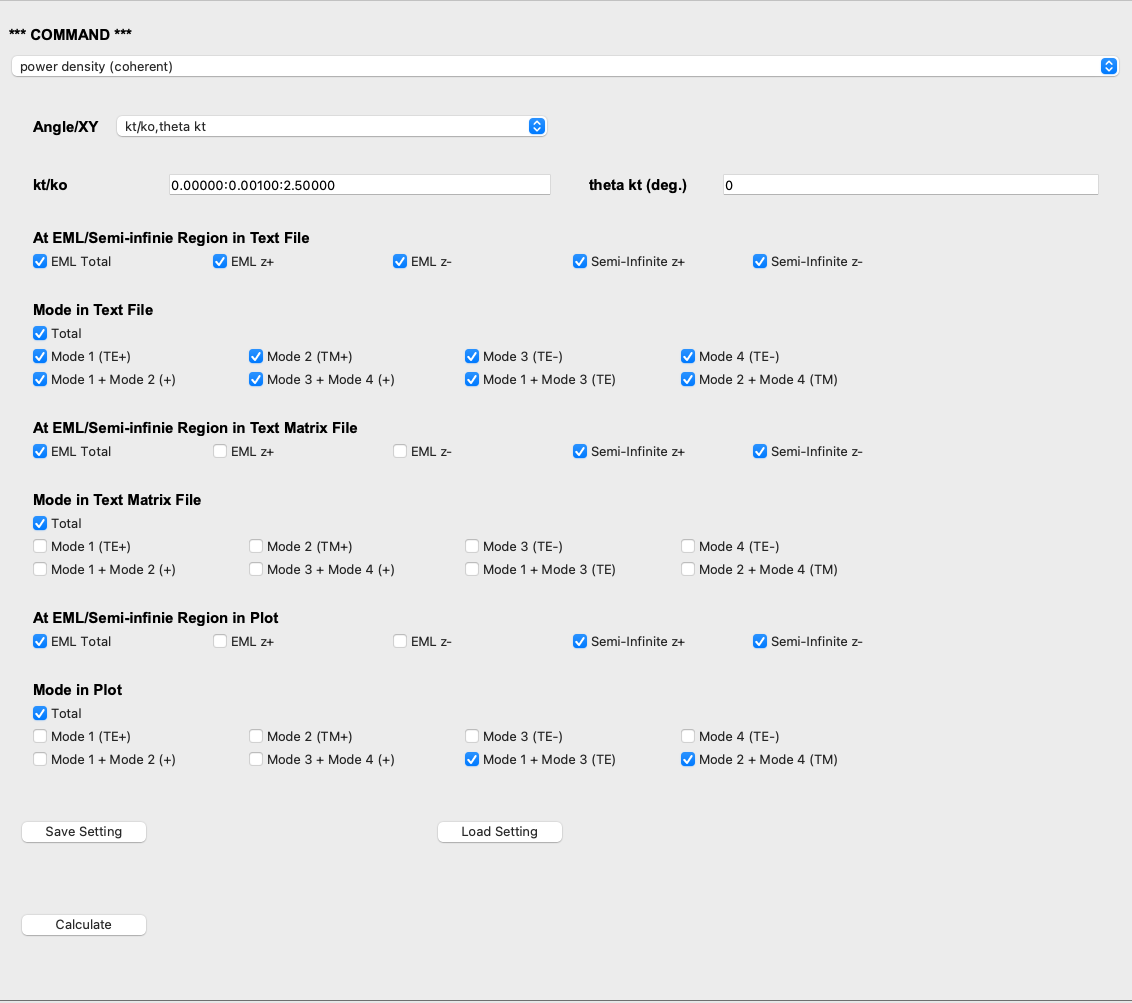 *** COMMAND ***
power density (coherent)
Angle/XY kt/ko,theta kt
kt/ko 0.00000:0.00100:2.50000 theta kt (deg.) 0
At EML/Semi-infinie Region in Text File
EML Total EML z+ EML z- Semi-Infinite z+ Semi-Infinite z-
Mode in Text File
Total
Mode 1 (TE+) Mode 2 (TM+) Mode 3 (TE-) Mode 4 (TE-)
Mode 1 + Mode 2 (+) Mode 3 + Mode 4 (+) Mode 1 + Mode 3 (TE) Mode 2 + Mode 4 (TM)
At EML/Semi-infinie Region in Text Matrix File
EML Total EML z+ EML z- Semi-Infinite z+ Semi-Infinite z-
Mode in Text Matrix File
Total
Mode 1 (TE+) Mode 2 (TM+) Mode 3 (TE-) Mode 4 (TE-)
Mode 1 + Mode 2 (+) Mode 3 + Mode 4 (+) Mode 1 + Mode 3 (TE) Mode 2 + Mode 4 (TM)
At EML/Semi-infinie Region in Plot
EML Total EML z+ EML z- Semi-Infinite z+ Semi-Infinite z-
Mode in Plot
Total
Mode 1 (TE+) Mode 2 (TM+) Mode 3 (TE-) Mode 4 (TE-)
Mode 1 + Mode 2 (+) Mode 3 + Mode 4 (+) Mode 1 + Mode 3 (TE) Mode 2 + Mode 4 (TM)
Save Setting Load Setting
Calculate